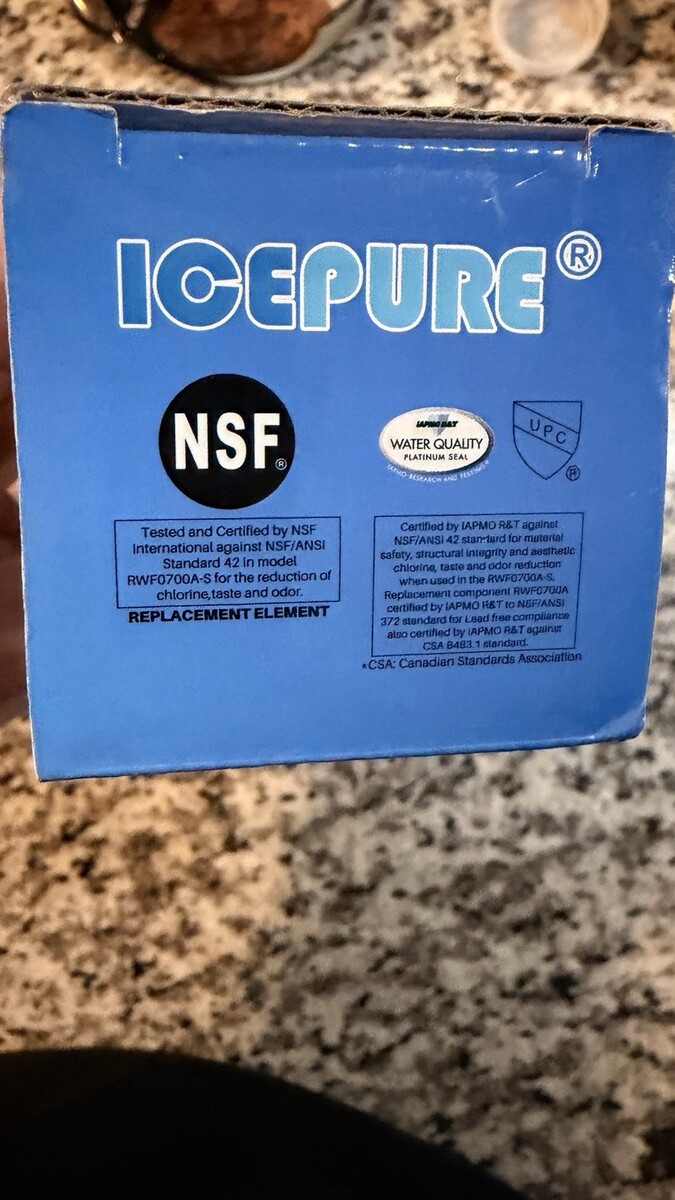 ICEPURE®
NSF®
IAPMO R&T
WATER QUALITY
PLATINUM SEAL
IAPMO RESEARCH AND TESTING
UPC
®
Tested and Certified by NSF
International against NSF/ANSI
Standard 42 in model
RWF0700A-S for the reduction of
chlorine,taste and odor.
REPLACEMENT ELEMENT
Certified by IAPMO R&T against
NSF/ANSI 42 standard for material
safety, structural integrity and aesthetic
chlorine, taste and odor reduction
when used in the RWF0700A-S.
Replacement component RWF0700A
certified by IAPMO R&T to NSF/ANSI
372 standard for Lead free compliance
also certified by IAPMO R&T against
CSA B483.1 standard.
*CSA: Canadian Standards Association